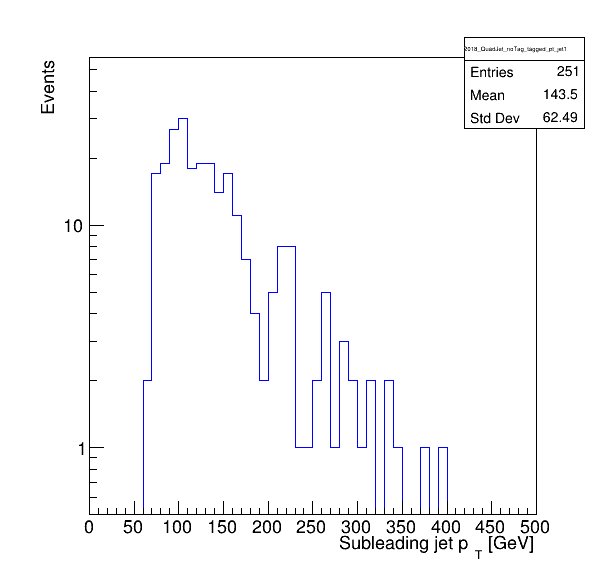 2018_QuadJet_noTag_tagged_pt_jet1
Entries 251
Mean 143.5
Std Dev 62.49
Events
10
1
0 50 100 150 200 250 300 350 400 450 500
Subleading jet p_T [GeV]